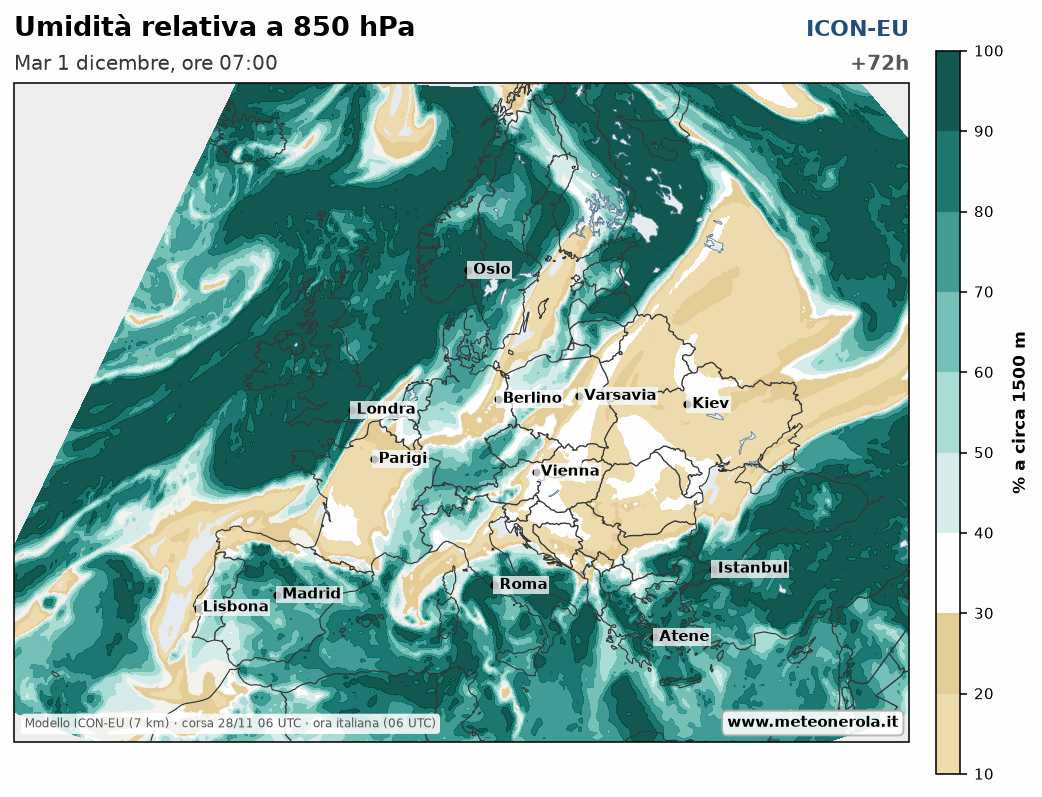 Umidità relativa a 850 hPa
ICON-EU
Mar 1 dicembre, ore 07:00
+72h
100
90
80
70
60
50
40
30
20
10
% a circa 1500 m
Oslo
Berlino
Varsavia
Kiev
Londra
Parigi
Vienna
Istanbul
Roma
Madrid
Lisbona
Atene
Modello ICON-EU (7 km) · corsa 28/11 06 UTC · ora italiana (06 UTC)
www.meteonerola.it